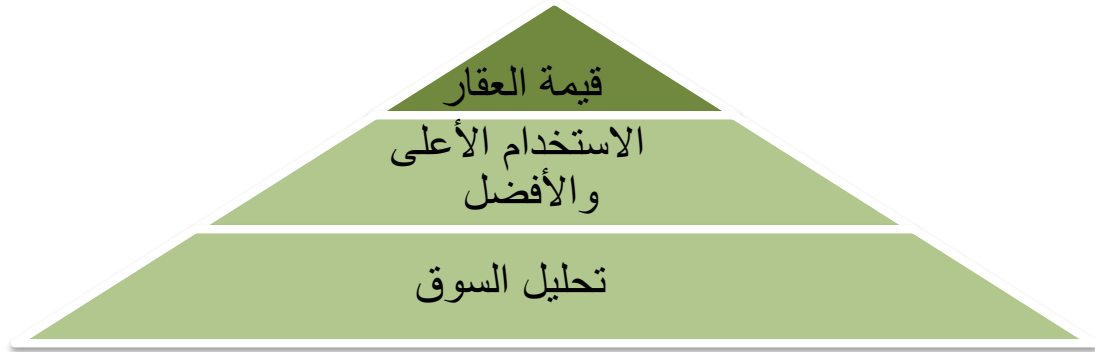 قيمة العقار
الاستخدام الأعلى
والأفضل
تحليل السوق